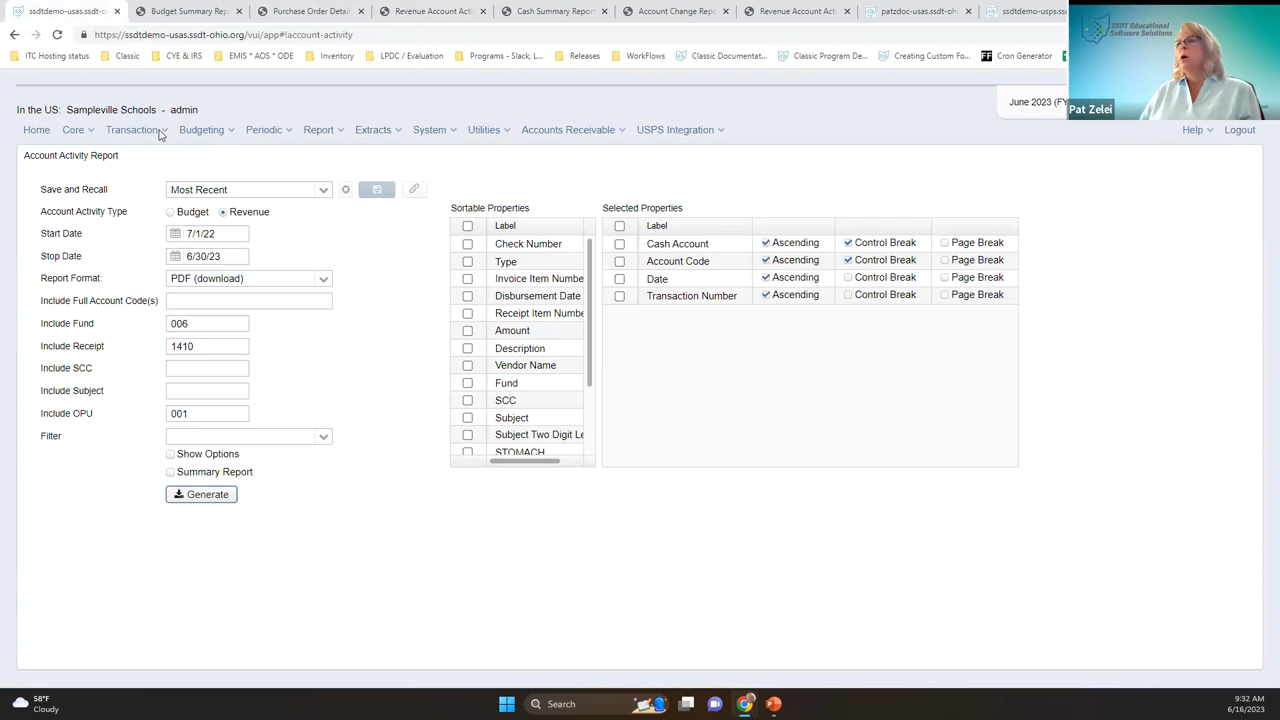 ssdtdemo-usas.ssdt-o
Budget Summary Rep
Purchase Order Detai
Revenue Account Acti
Cash Summary Report
Account Change Rep
Revenue Account Acti
patzdoc-usas.ssdt-oh
ssdtdemo-usps.ssd
https://ssdtdemo-usas.ssdt-ohio.org/vui/app#!account-activity
ITC Hosting status
Classic
CYE & IRS
EMIS * AOS * ODE
Inventory
LPDC / Evaluation
Programs - Slack, L...
Releases
WorkFlows
Classic Documentat...
Classic Program De...
Creating Custom Fo...
Cron Generator
SSDT Educational
Software Solutions
Pat Zelei
In the US: Sampleville Schools - admin
June 2023 (FY
Home
Core
Transaction
Budgeting
Periodic
Report
Extracts
System
Utilities
Accounts Receivable
USPS Integration
Help
Logout
Account Activity Report
Save and Recall
Most Recent
Account Activity Type
Budget
Revenue
Start Date
7/1/22
Stop Date
6/30/23
Report Format:
PDF (download)
Include Full Account Code(s)
Include Fund
006
Include Receipt
1410
Include SCC
Include Subject
Include OPU
001
Filter
Show Options
Summary Report
Generate
Sortable Properties
Label
Check Number
Type
Invoice Item Numbe
Disbursement Date
Receipt Item Numbe
Amount
Description
Vendor Name
Fund
SCC
Subject
Subject Two Digit Le
STOMACH
Selected Properties
Label
Cash Account Ascending Control Break Page Break
Account Code Ascending Control Break Page Break
Date Ascending Control Break Page Break
Transaction Number Ascending Control Break Page Break
58°F
Cloudy
Search
9:32 AM
6/16/2023